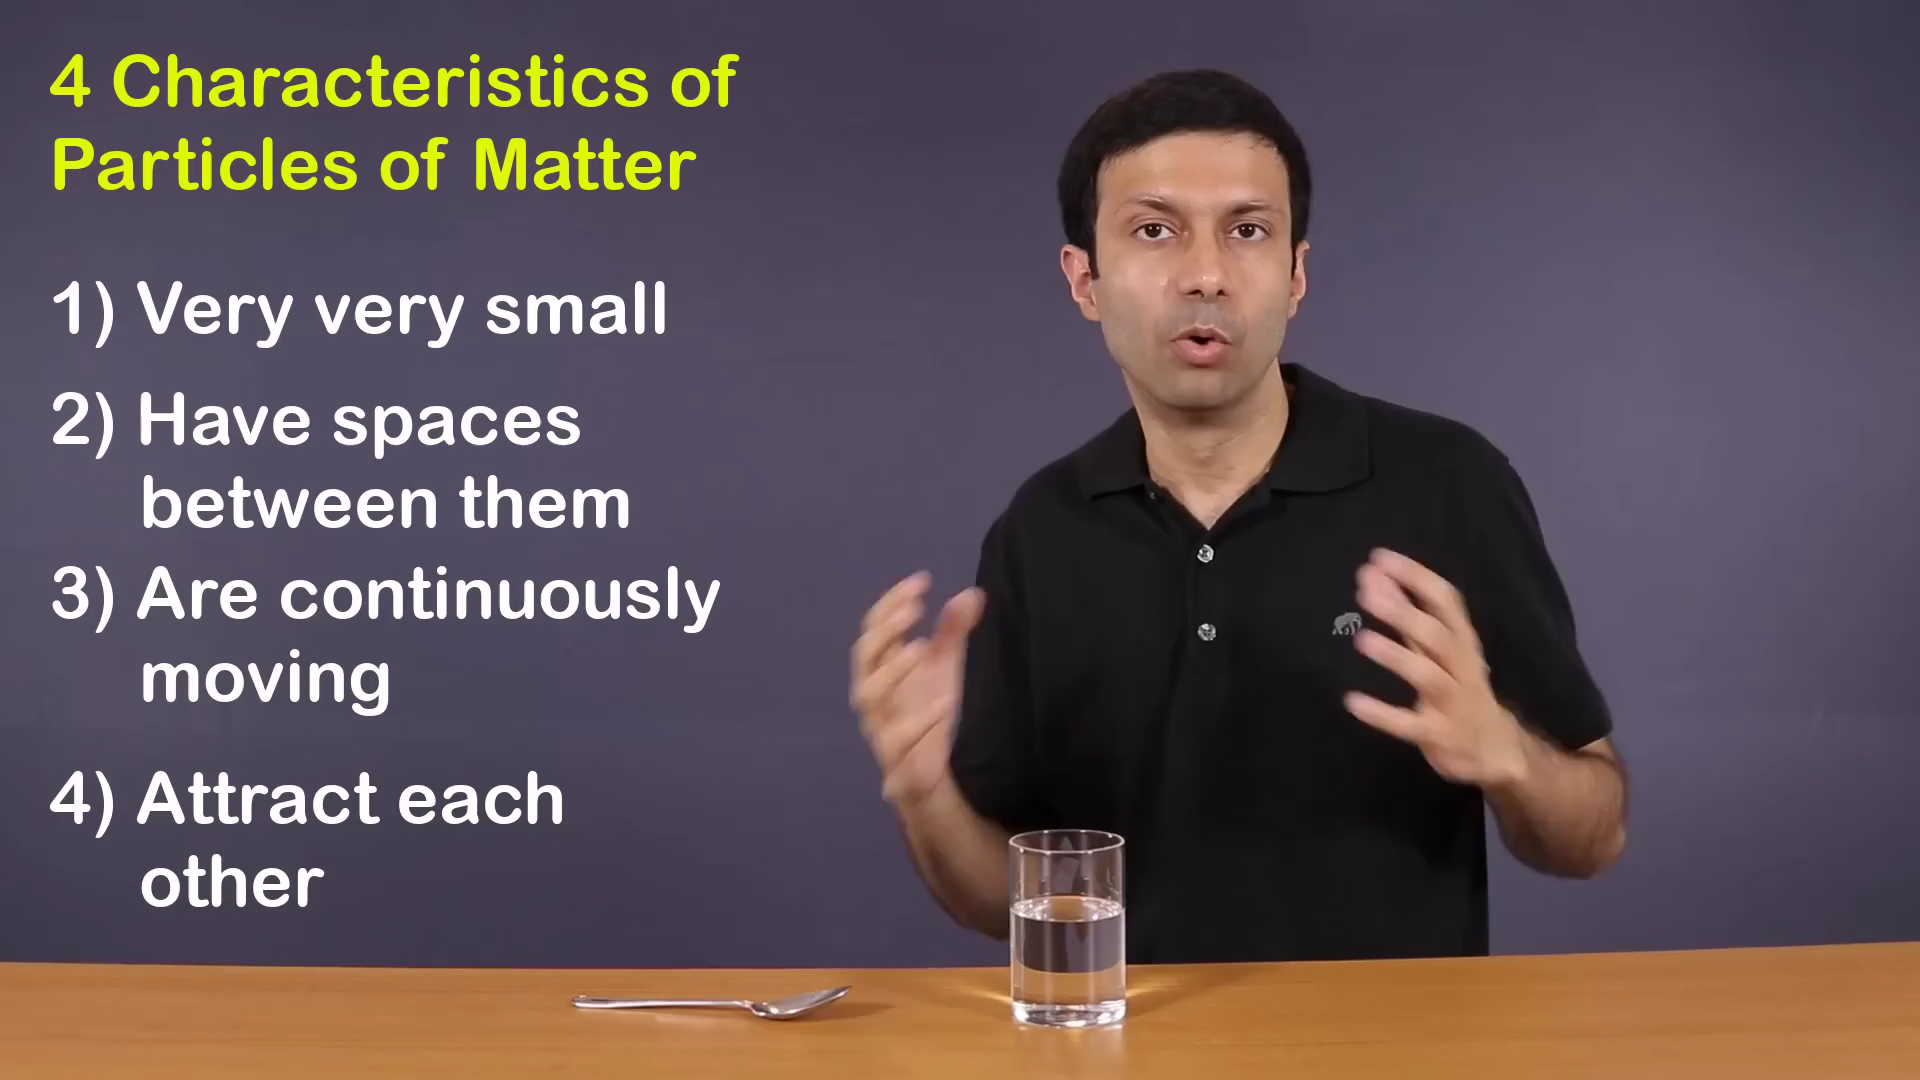 4 Characteristics of
Particles of Matter
1) Very very small
2) Have spaces
between them
3) Are continuously
moving
4) Attract each
other